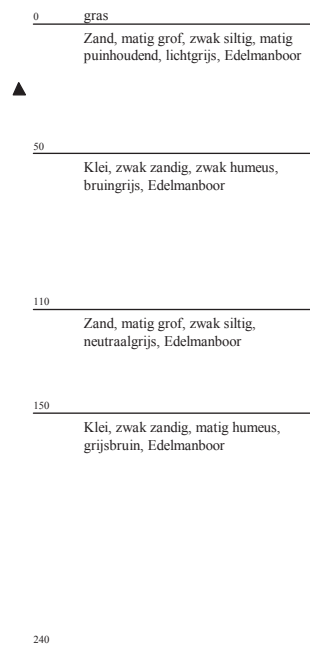 0 gras
Zand, matig grof, zwak siltig, matig
puinhoudend, lichtgrijs, Edelmanboor
50
Klei, zwak zandig, zwak humeus,
bruingrijs, Edelmanboor
110
Zand, matig grof, zwak siltig,
neutraalgrijs, Edelmanboor
150
Klei, zwak zandig, matig humeus,
grijsbruin, Edelmanboor
240